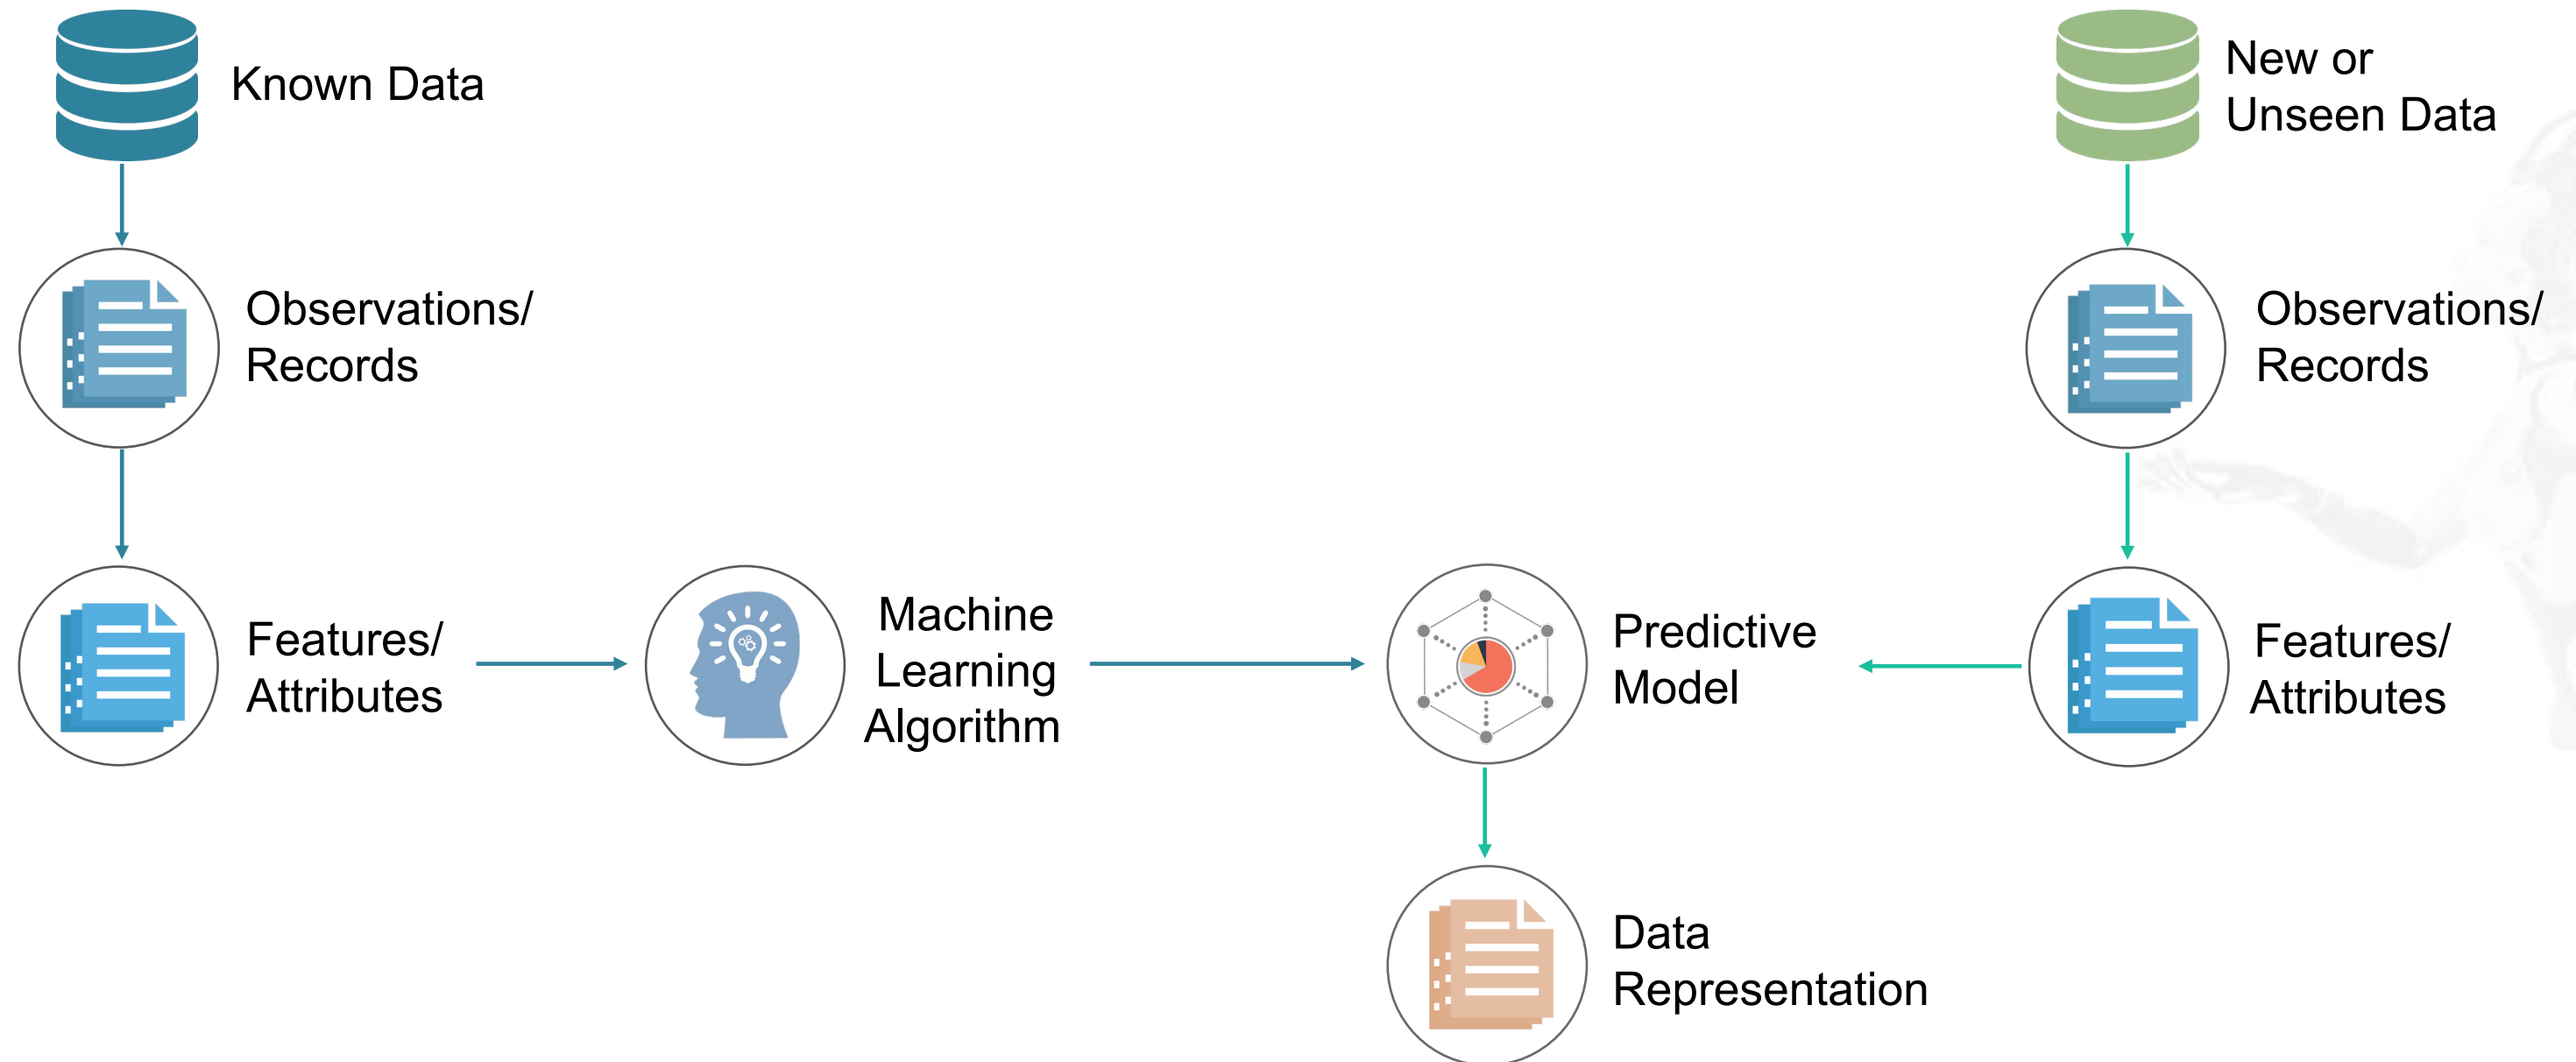 Known Data
New or
Unseen Data
Observations/
Records
Observations/
Records
Features/
Attributes
Machine
Learning
Algorithm
Predictive
Model
Features/
Attributes
Data
Representation